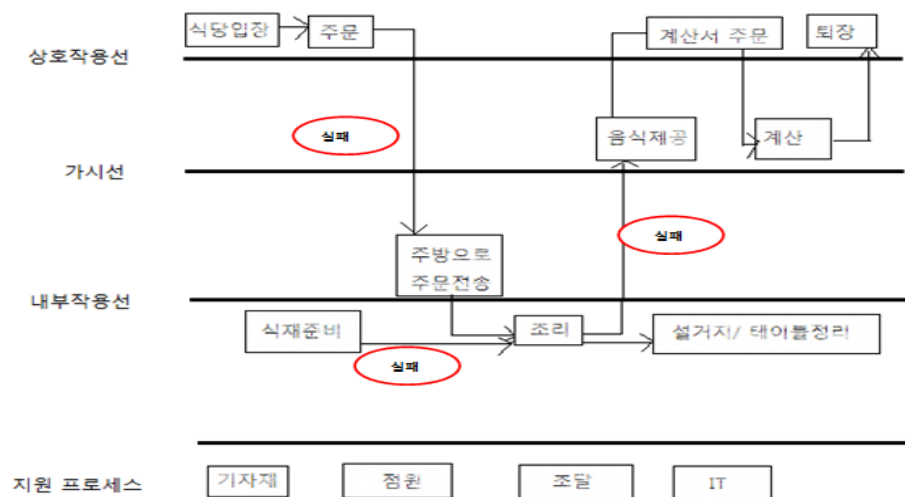 식당입장
주문
계산서 주문
퇴장
상호작용선
실패
음식제공
계산
가시선
실패
주방으로
주문전송
내부작용선
식재준비
조리
설거지/ 테이블정리
실패
지원 프로세스
기자재
점원
조달
IT